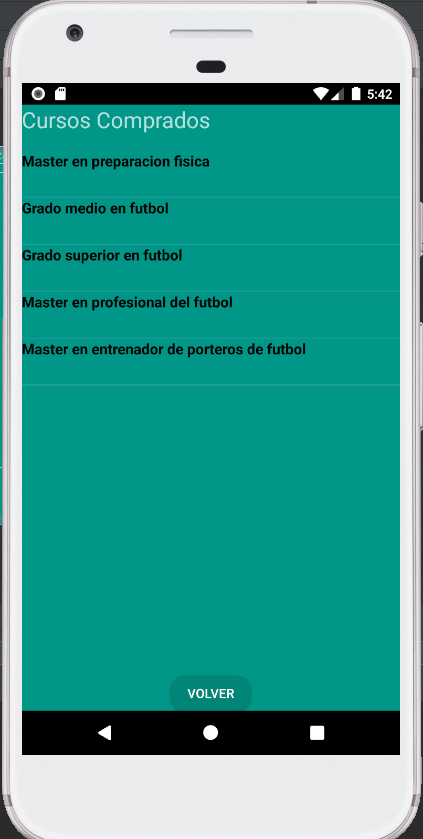 5:42
Cursos Comprados
Master en preparacion fisica
Grado medio en futbol
Grado superior en futbol
Master en profesional del futbol
Master en entrenador de porteros de futbol
VOLVER